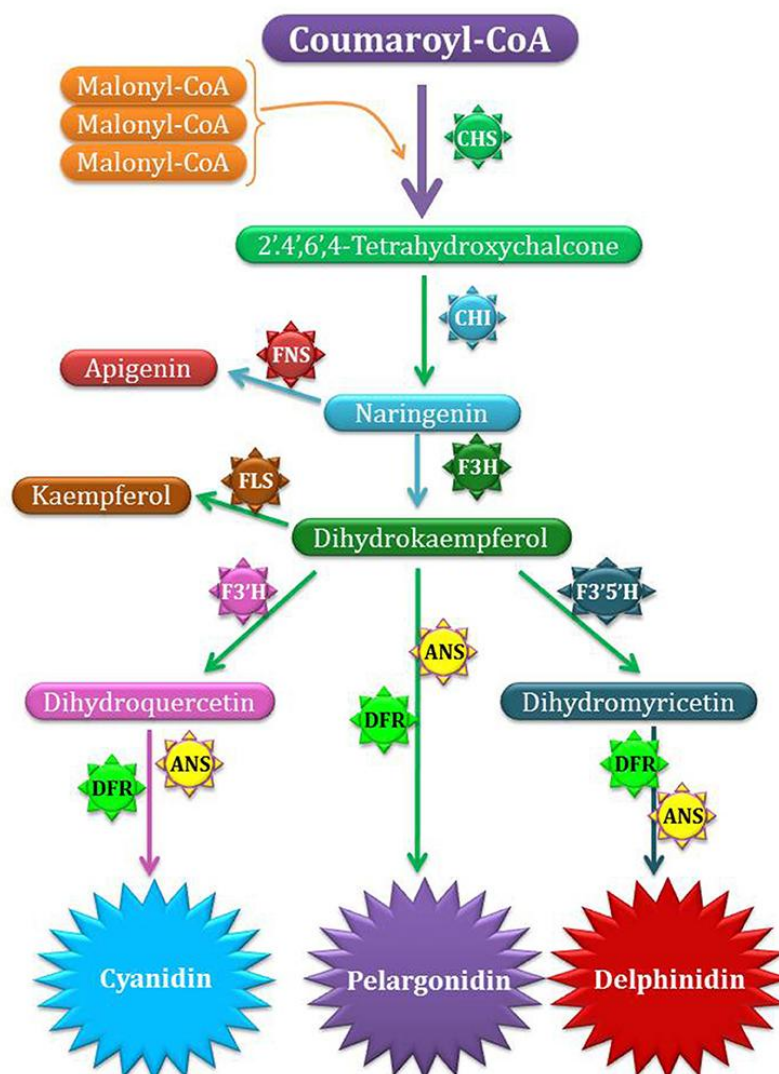 Coumaroyl-CoA
Malonyl-CoA
Malonyl-CoA
Malonyl-CoA
CHS
2'.4',6',4-Tetrahydroxychalcone
CHI
FNS
Apigenin
Naringenin
F3H
FLS
Kaempferol
Dihydrokaempferol
F3'H
F3'5'H
ANS
Dihydroquercetin
DFR
Dihydromyricetin
ANS
DFR
DFR
ANS
Cyanidin
Pelargonidin
Delphinidin